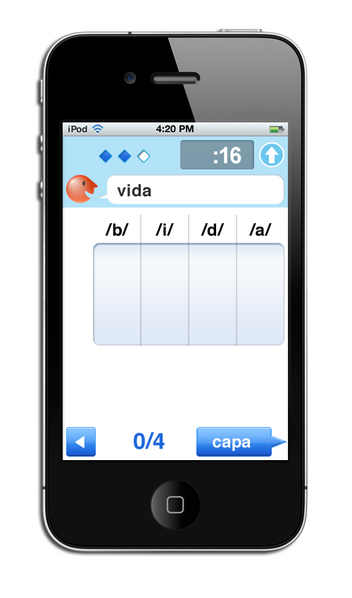 iPod 4:20 PM
:16
vida
/b/ /i/ /d/ /a/
0/4 capa